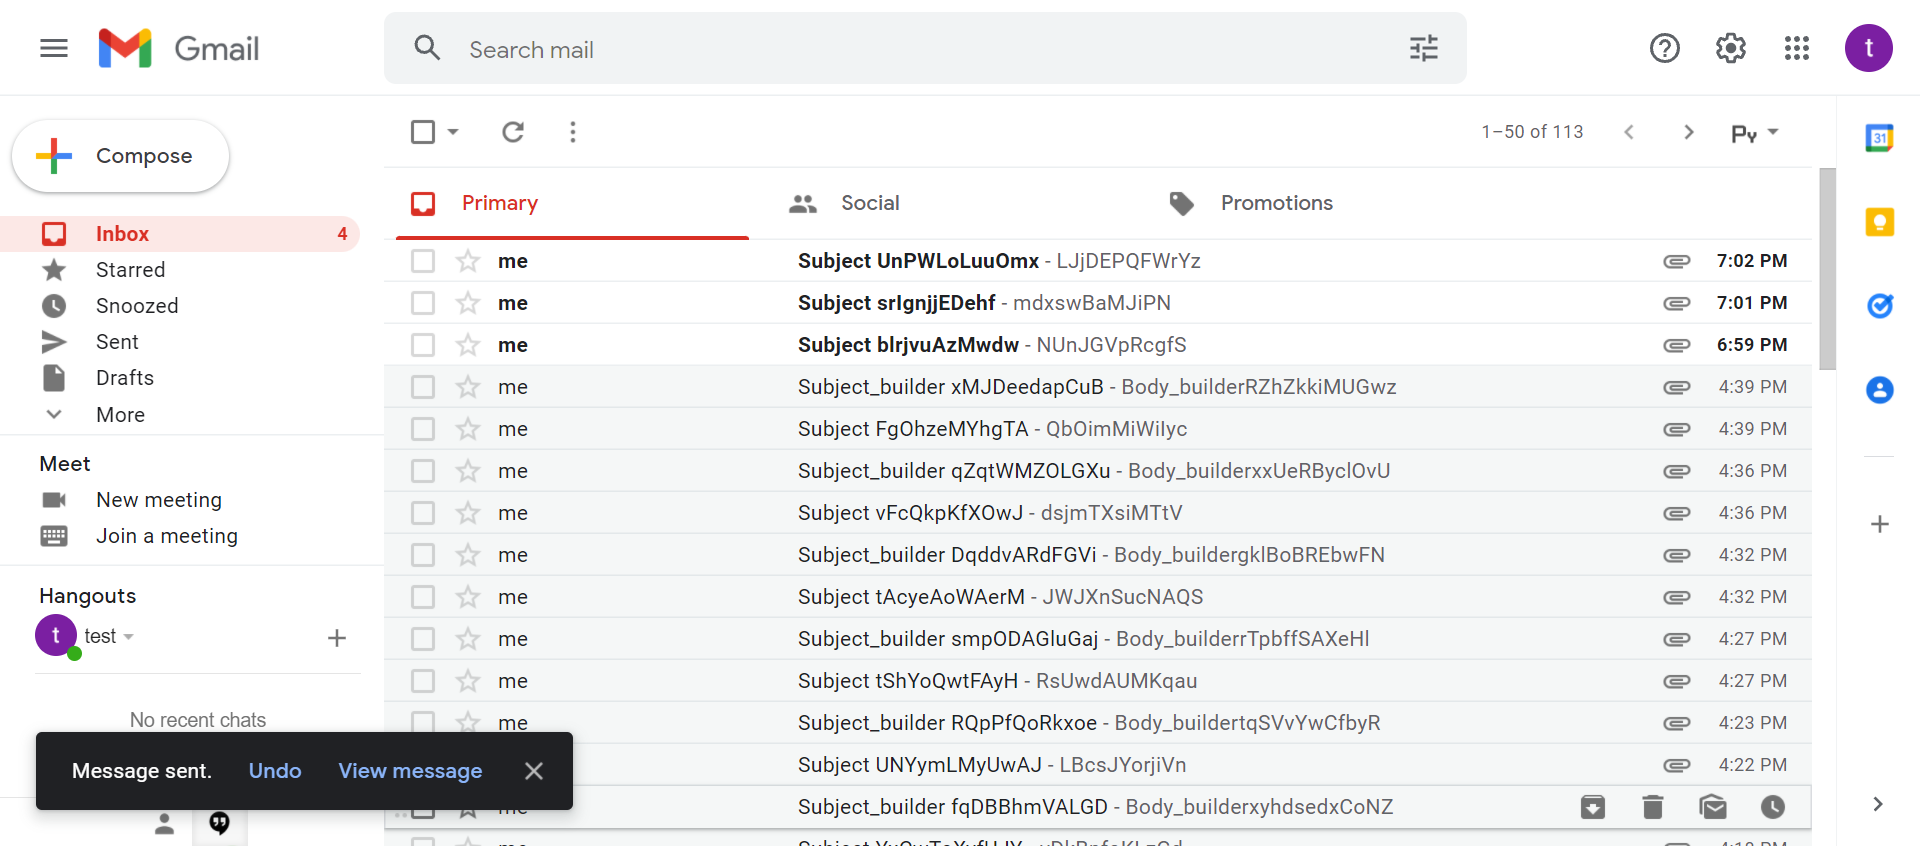 Gmail
Search mail
t
Compose
1–50 of 113
Py
31
Primary
Social
Promotions
Inbox 4
Starred
Snoozed
Sent
Drafts
More
Meet
New meeting
Join a meeting
Hangouts
t test
No recent chats
Message sent. Undo View message
me Subject UnPWLoLuuOmx - LJjDEPQFWrYz 7:02 PM
me Subject srIgnjjEDehf - mdxswBaMJiPN 7:01 PM
me Subject blrjvuAzMwdw - NUnJGVpRcgfS 6:59 PM
me Subject_builder xMJDeedapCuB - Body_builderRZhZkkiMUGwz 4:39 PM
me Subject FgOhzeMYhgTA - QbOimMiWiIyc 4:39 PM
me Subject_builder qZqtWMZOLGXu - Body_builderxxUeRByclOvU 4:36 PM
me Subject vFcQkpKfXOwJ - dsjmTXsiMTtV 4:36 PM
me Subject_builder DqddvARdFGVi - Body_buildergklBoBREbwFN 4:32 PM
me Subject tAcyeAoWAerM - JWJXnSucNAQS 4:32 PM
me Subject_builder smpODAGluGaj - Body_builderrTpbffSAXeHl 4:27 PM
me Subject tShYoQwtFAyH - RsUwdAUMKqau 4:27 PM
me Subject_builder RQpPfQoRkxoe - Body_buildertqSVvYwCfbyR 4:23 PM
Subject UNYymLMyUwAJ - LBcsJYorjiVn 4:22 PM
me Subject_builder fqDBBhmVALGD - Body_builderxyhdsedxCoNZ
me Subject